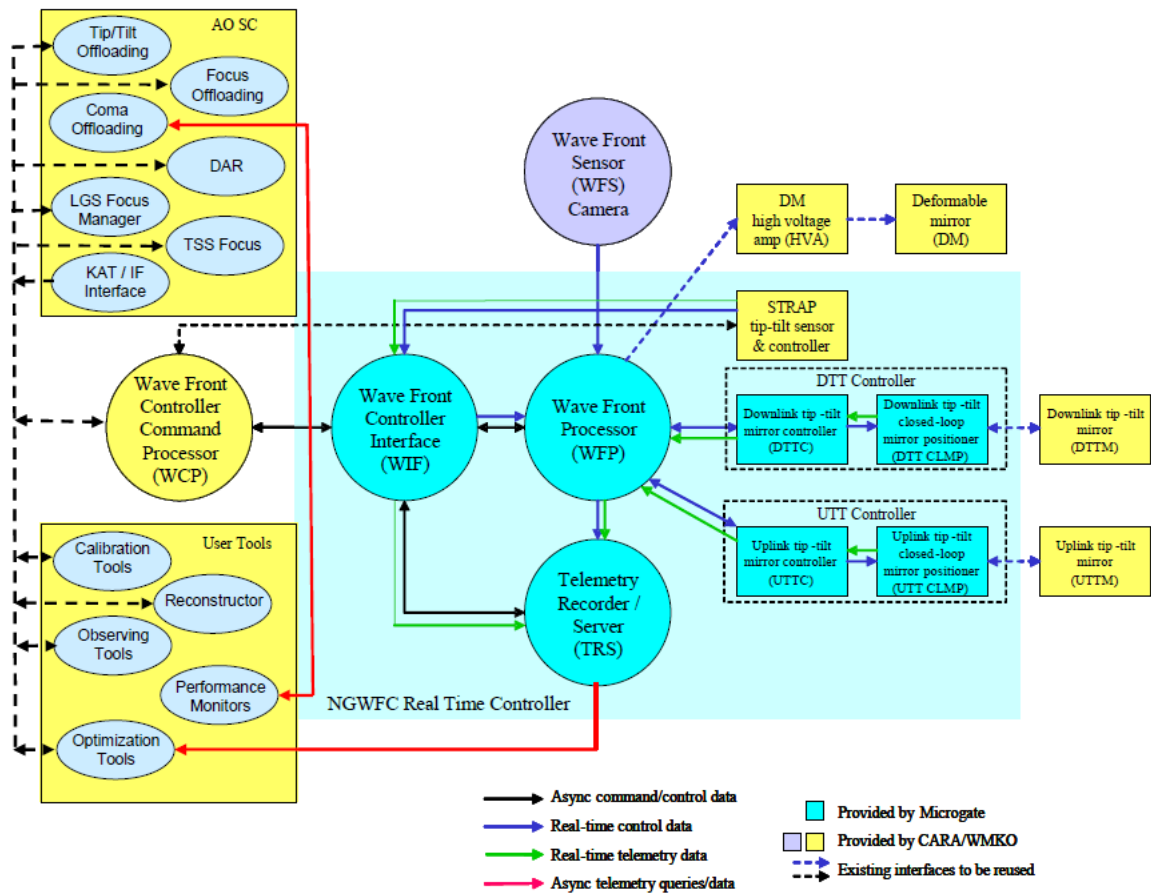 AO SC
Tip/Tilt
Offloading
Focus
Offloading
Coma
Offloading
DAR
LGS Focus
Manager
TSS Focus
KAT / IF
Interface
Wave Front
Sensor
(WFS)
Camera
DM
high voltage
amp (HVA)
Deformable
mirror
(DM)
STRAP
tip-tilt sensor
& controller
Wave Front
Controller
Command
Processor
(WCP)
Wave Front
Controller
Interface
(WIF)
Wave Front
Processor
(WFP)
DTT Controller
Downlink tip -tilt
mirror controller
(DTTC)
Downlink tip -tilt
closed-loop
mirror positioner
(DTT CLMP)
Downlink tip -tilt
mirror
(DTTM)
UTT Controller
Uplink tip -tilt
mirror controller
(UTTC)
Uplink tip -tilt
closed-loop
mirror positioner
(UTT CLMP)
Uplink tip -tilt
mirror
(UTTM)
User Tools
Calibration
Tools
Reconstructor
Observing
Tools
Performance
Monitors
Optimization
Tools
Telemetry
Recorder /
Server
(TRS)
NGWFC Real Time Controller
Async command/control data
Real-time control data
Real-time telemetry data
Async telemetry queries/data
Provided by Microgate
Provided by CARA/WMKO
Existing interfaces to be reused